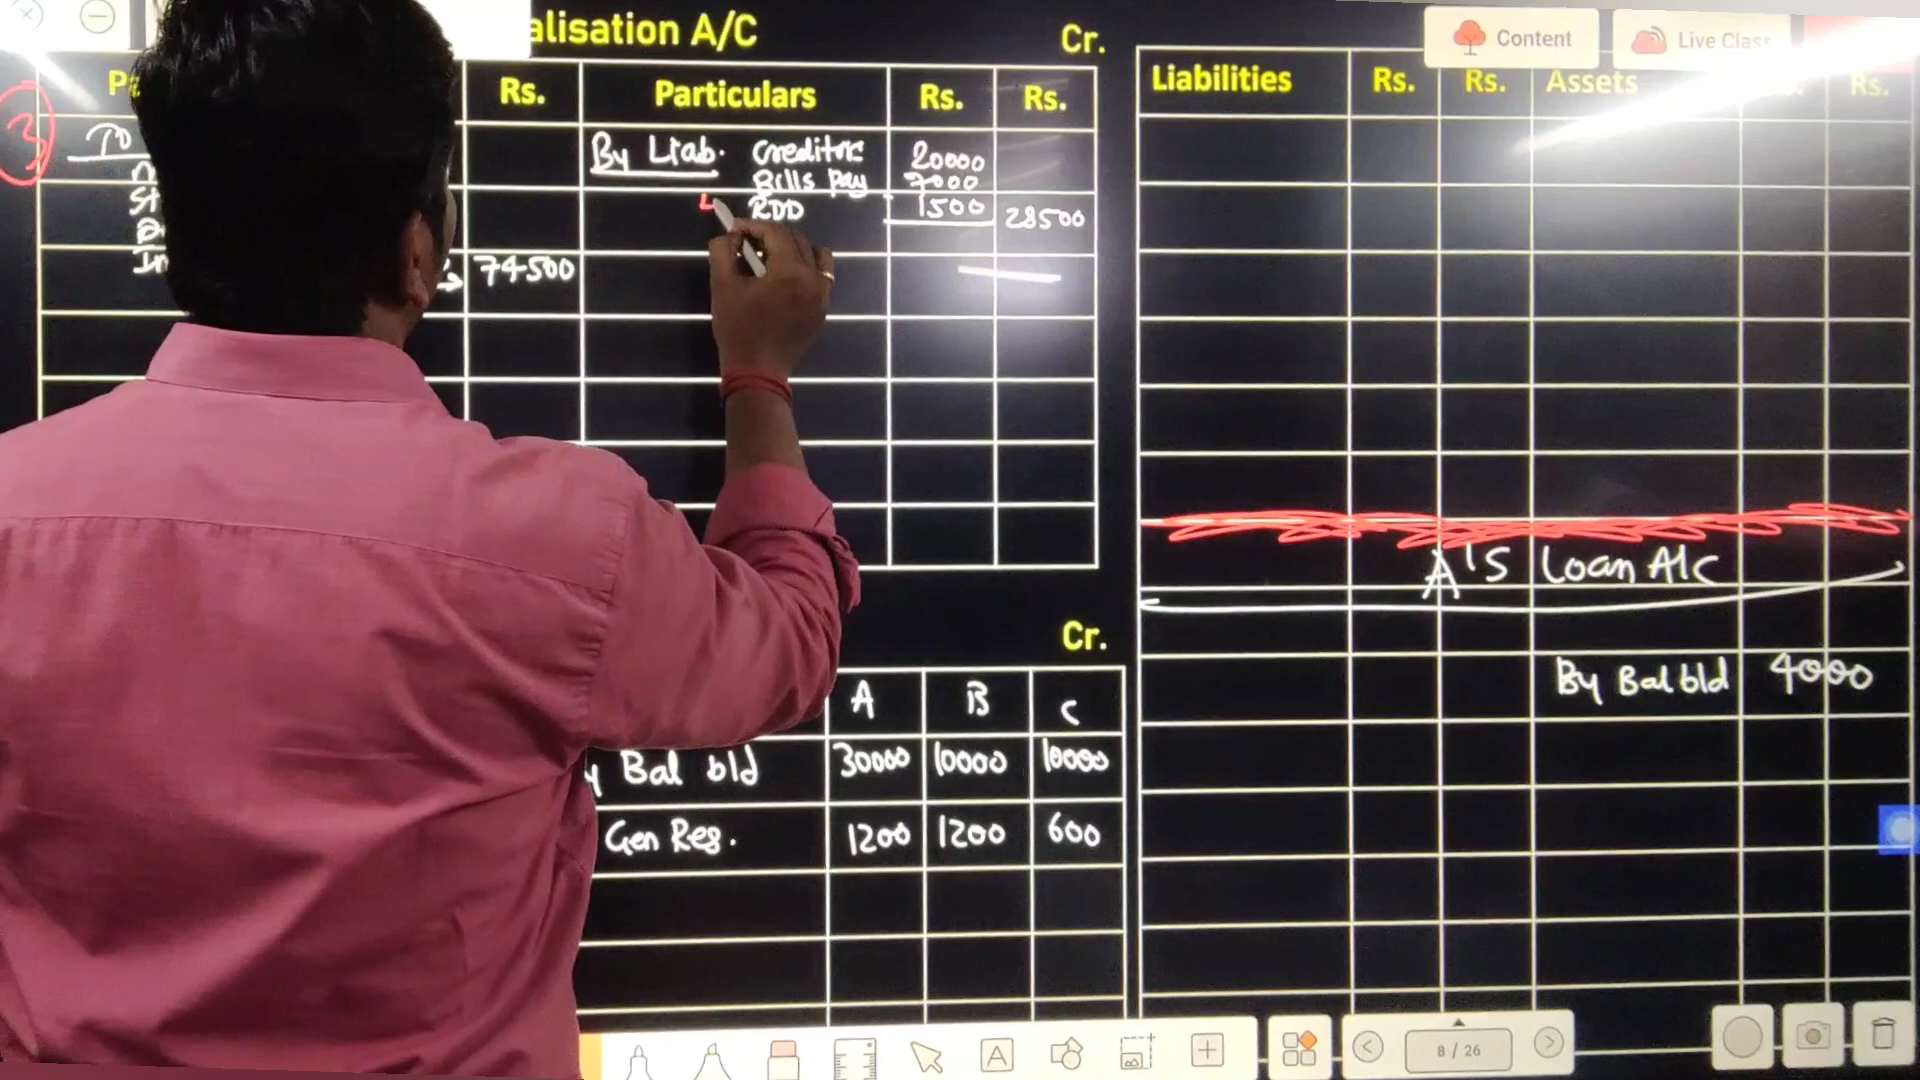 alisation A/C
Cr.
Rs.
Particulars
Rs.
Rs.
3
To
By Liab. Creditors 20000
Bills pay 7000
RDD 1500 28500
74500
Cr.
A B C
Bal b/d 30000 10000 10000
Gen Res. 1200 1200 600
Content
Live Class
Liabilities
Rs.
Rs.
Assets
Rs.
A'S Loan A/C
By Bal b/d 4000
8 / 26
A